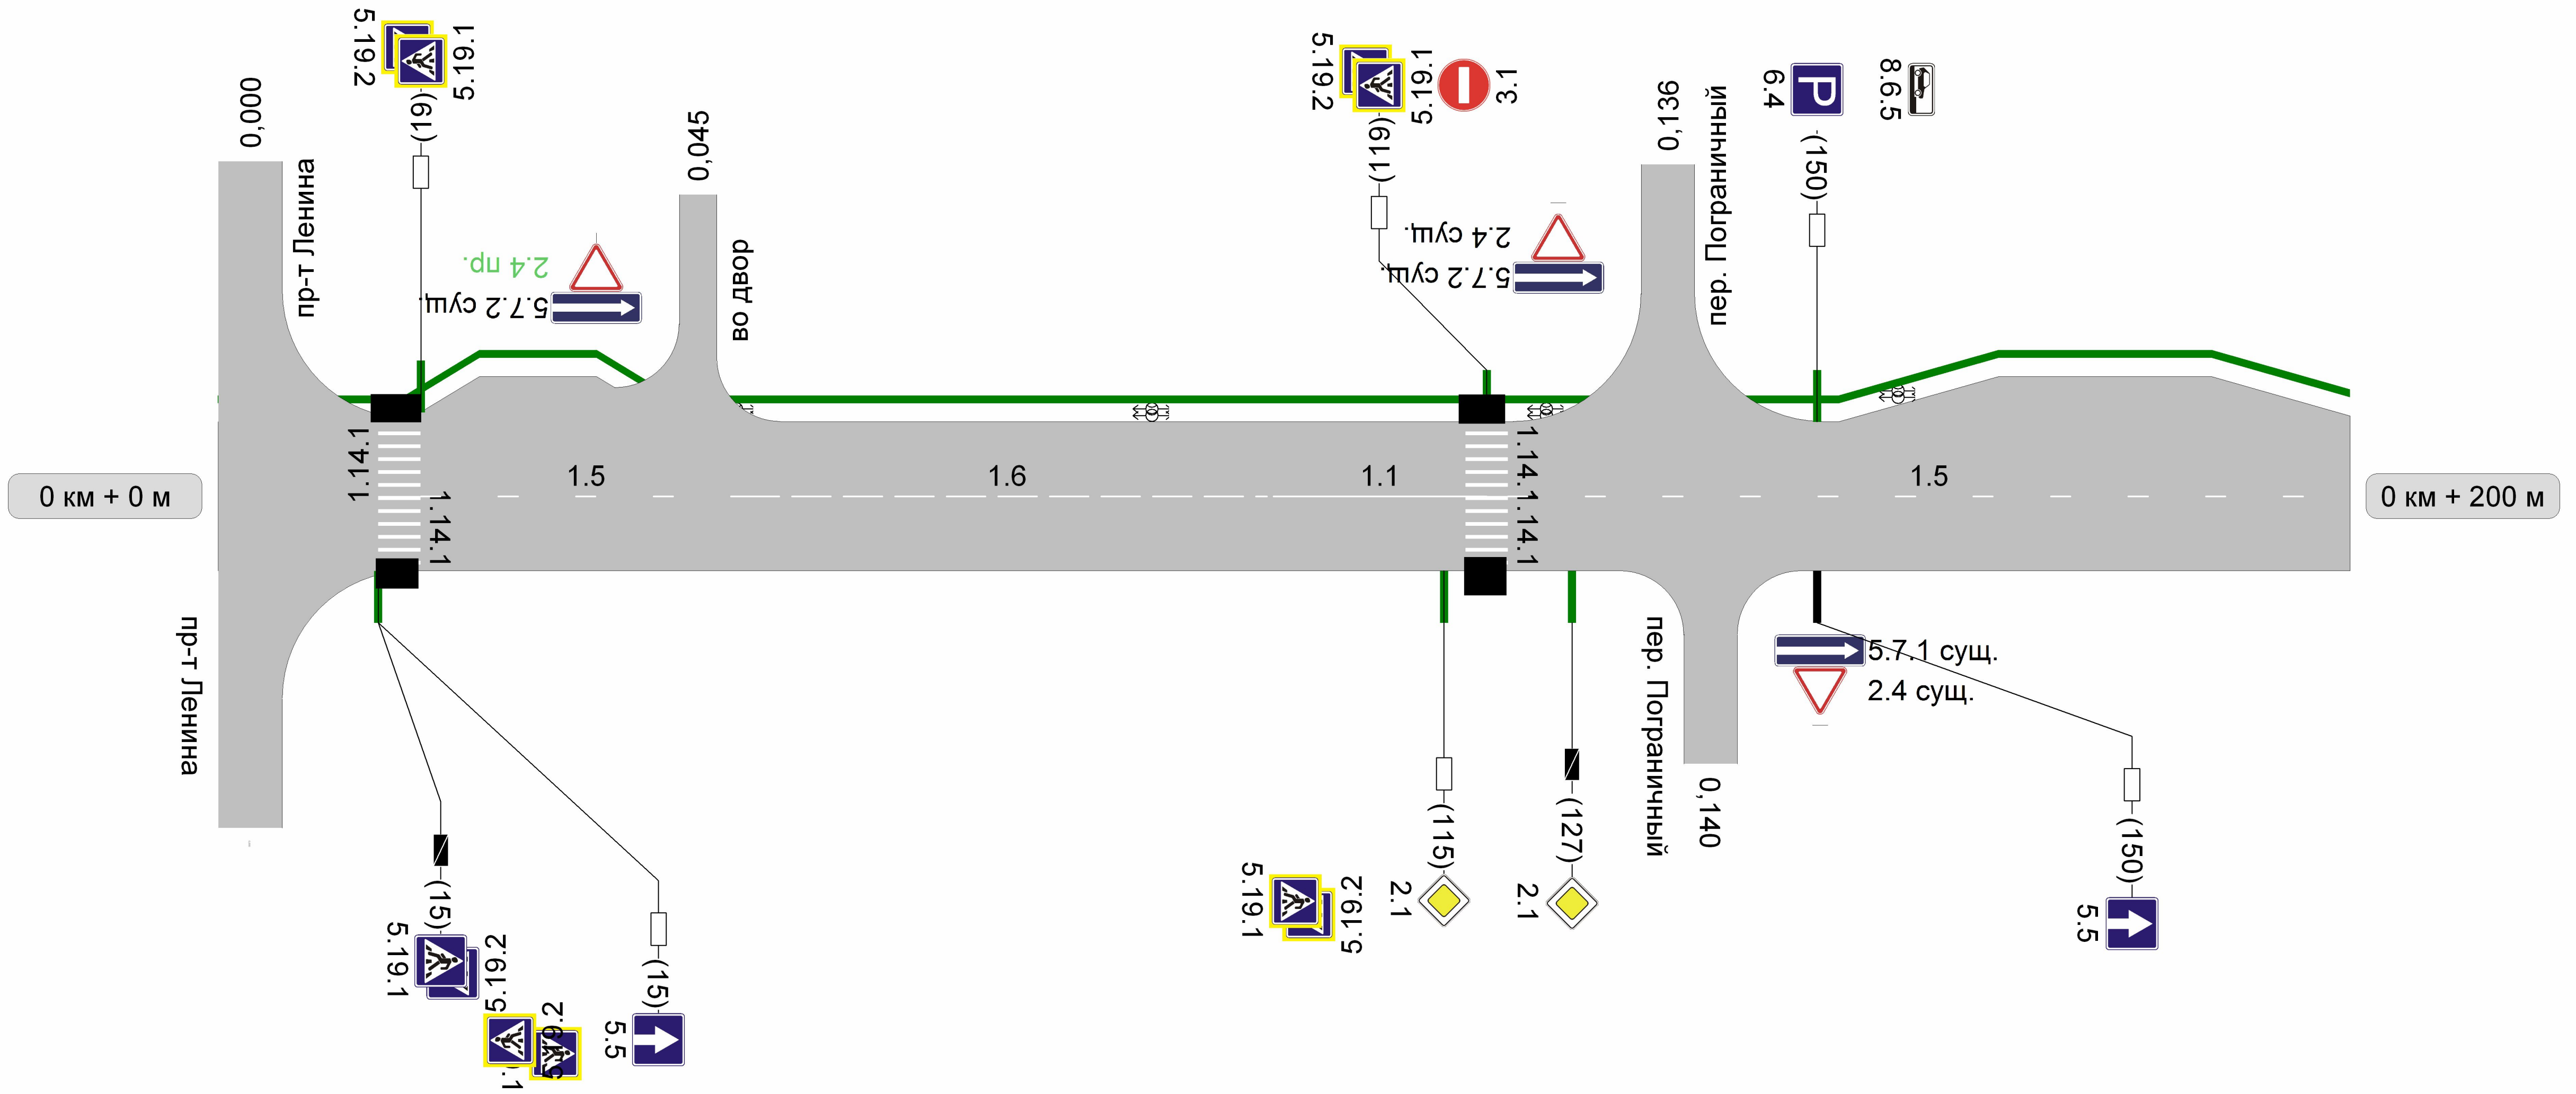 5.19.2
5.19.1
(19)
0,000
пр-т Ленина
0,045
во двор
2.4 пр.
5.7.2 сущ.
5.19.2
5.19.1
3.1
(119)
2.4 сущ.
5.7.2 сущ.
0,136
пер. Пограничный
6.4
P
8.6.5
(150)
0 км + 0 м
1.14.1
1.14.1
1.5
1.6
1.1
1.14.1
1.14.1
1.5
0 км + 200 м
пр-т Ленина
(15)
5.19.1
5.19.2
5.19.2
.1
(15)
5.5
5.19.1
5.19.2
(115)
2.1
(127)
2.1
пер. Пограничный
0,140
5.7.1 сущ.
2.4 сущ.
(150)
5.5